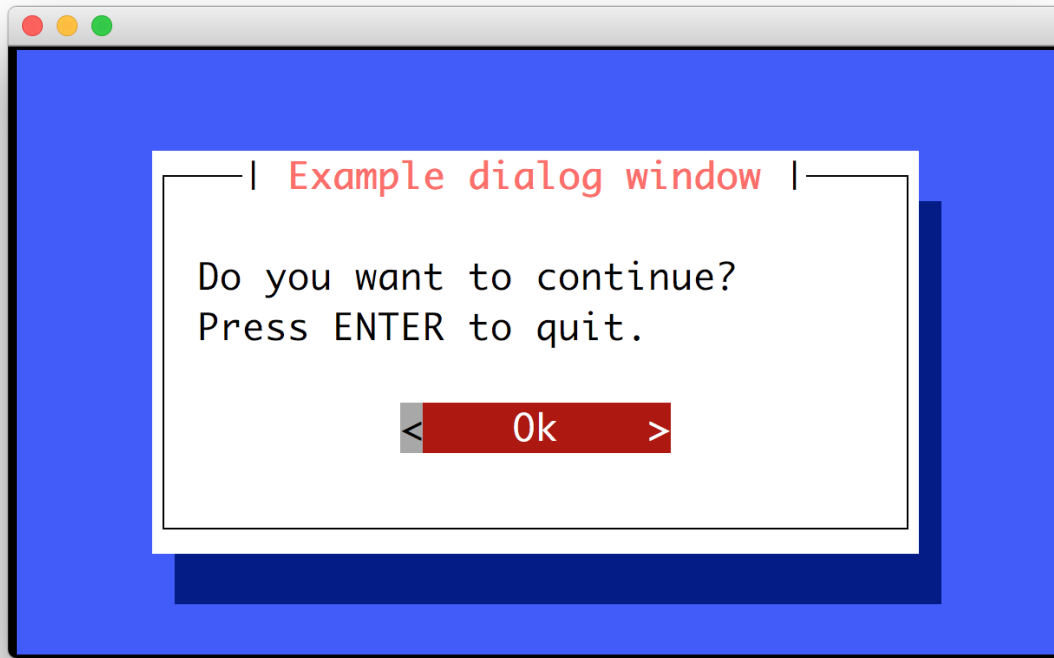 | Example dialog window |
Do you want to continue?
Press ENTER to quit.
< Ok >